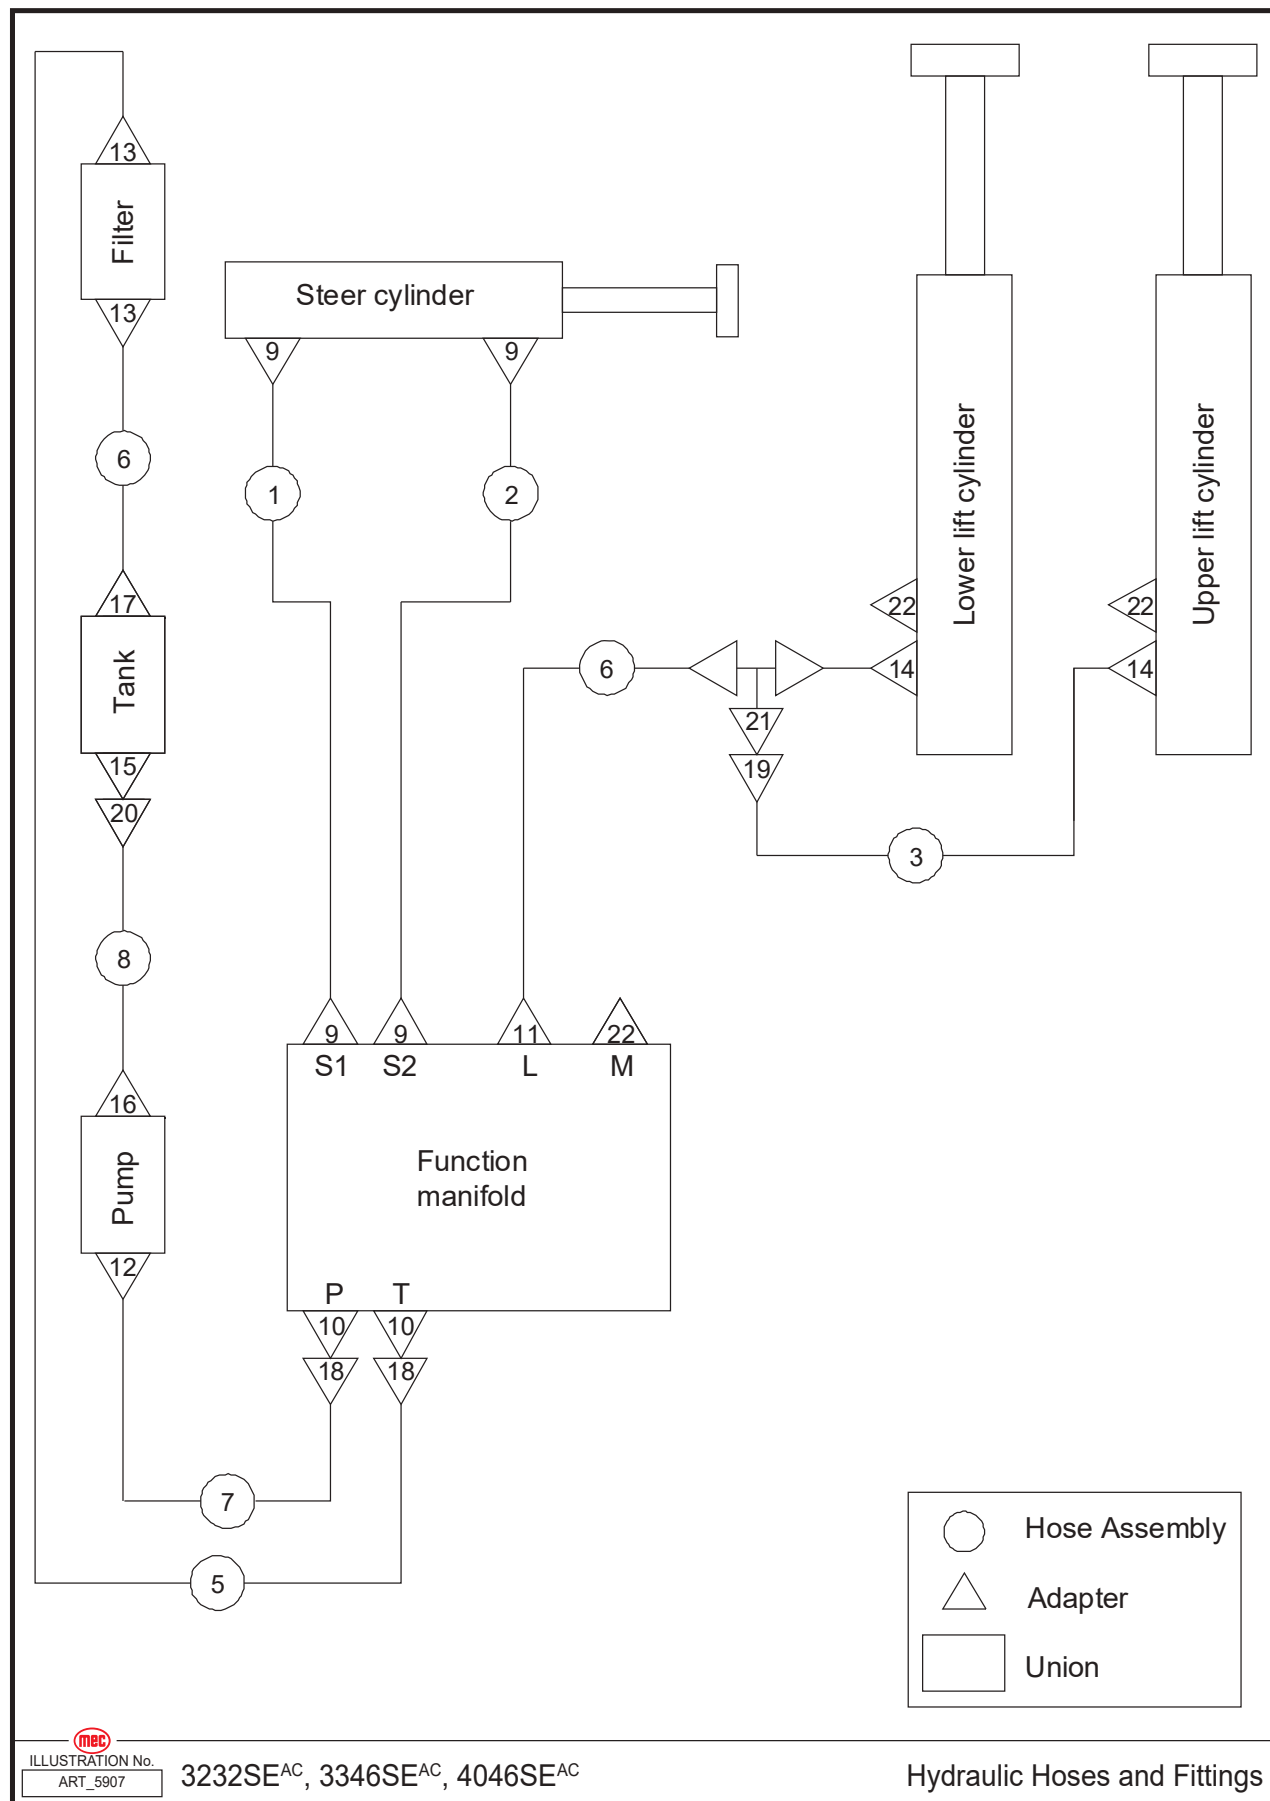 13
Filter
13
Steer cylinder
9
9
6
1
2
Lower lift cylinder
Upper lift cylinder
17
22
22
Tank
6
14
14
15
21
20
19
3
8
9
9
11
22
S1
S2
L
M
16
Pump
Function
manifold
12
P
T
10
10
18
18
7
5
Hose Assembly
Adapter
Union
mec
ILLUSTRATION No.
ART_5907
3232SEAC, 3346SEAC, 4046SEAC
Hydraulic Hoses and Fittings